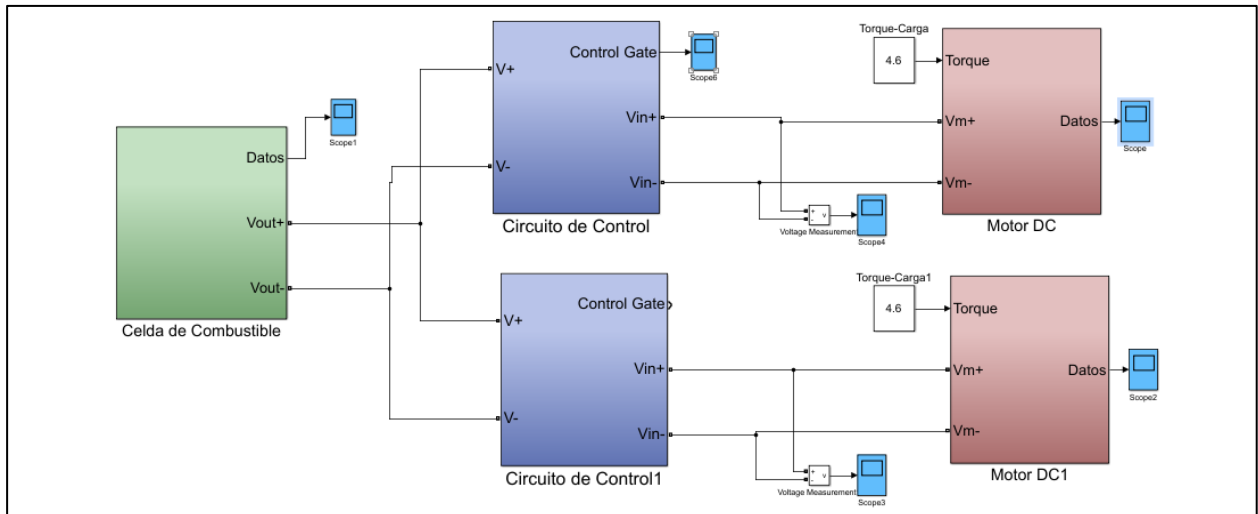 Datos
Vout+
Vout-
Celda de Combustible
Scope1
V+
V-
Control Gate
Vin+
Vin-
Circuito de Control
Scope6
Torque-Carga
4.6
Torque
Vm+
Vm-
Datos
Motor DC
Scope
+
-
v
Voltage Measurement
Scope4
V+
V-
Control Gate
Vin+
Vin-
Circuito de Control1
Torque-Carga1
4.6
Torque
Vm+
Vm-
Datos
Motor DC1
Scope2
+
-
v
Voltage Measurement
Scope3